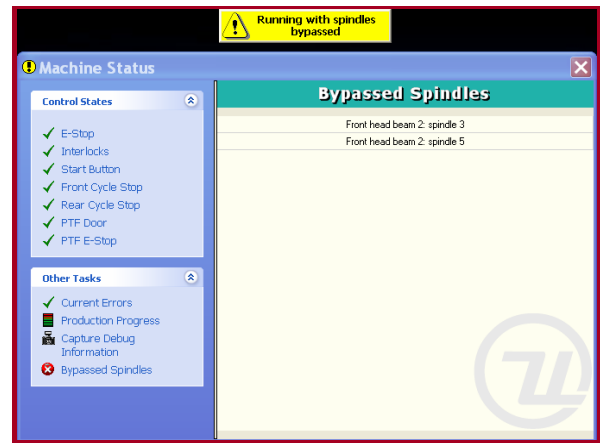 Running with spindles
bypassed
Machine Status
Control States
E-Stop
Interlocks
Start Button
Front Cycle Stop
Rear Cycle Stop
PTF Door
PTF E-Stop
Other Tasks
Current Errors
Production Progress
Capture Debug
Information
Bypassed Spindles
Bypassed Spindles
Front head beam 2: spindle 3
Front head beam 2: spindle 5